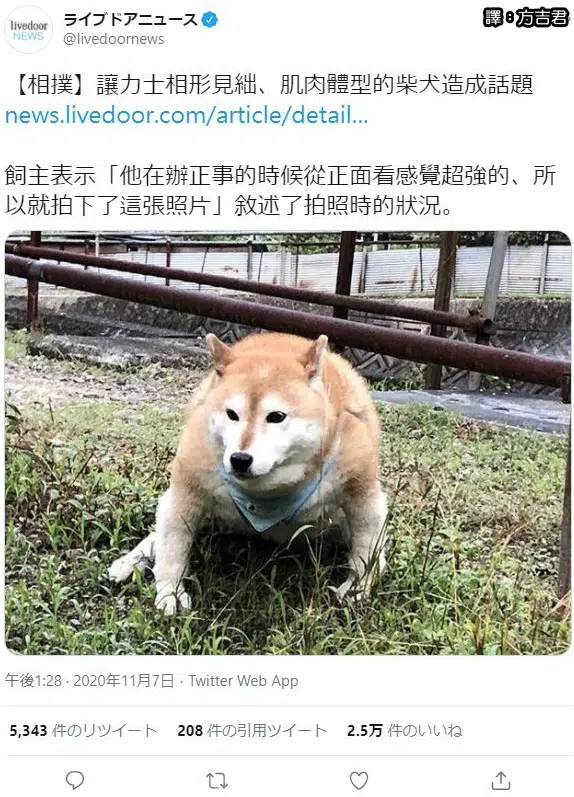 livedoor
NEWS
ライブドアニュース
@livedoornews
譯：方吉君
【相撲】讓力士相形見絀、肌肉體型的柴犬造成話題
news.livedoor.com/article/detail…
飼主表示「他在辦正事的時候從正面看感覺超強的、所
以就拍下了這張照片」敘述了拍照時的狀況。
午後1:28 · 2020年11月7日 · Twitter Web App
5,343 件のリツイート 208 件の引用ツイート 2.5万 件のいいね